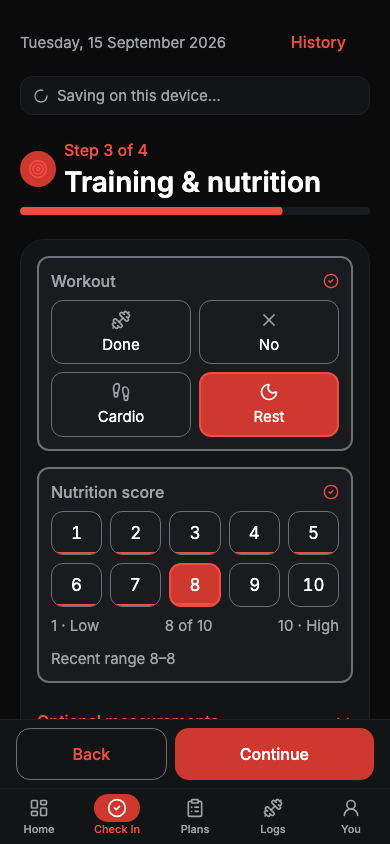 Tuesday, 15 September 2026
History
Saving on this device...
Step 3 of 4
Training & nutrition
Workout
Done
No
Cardio
Rest
Nutrition score
1 2 3 4 5
6 7 8 9 10
1 · Low 8 of 10 10 · High
Recent range 8–8
Optional measurements
Back
Continue
Home Check In Plans Logs You